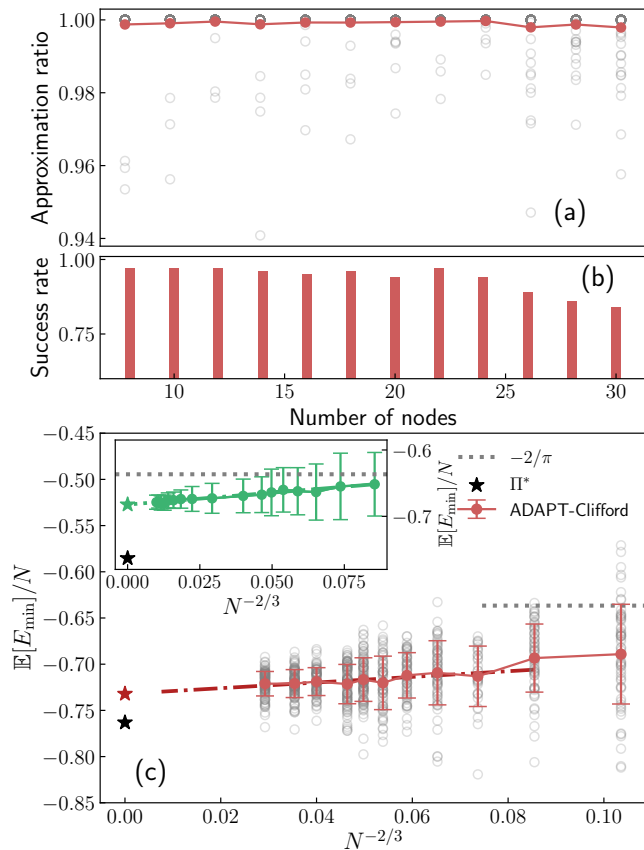 Approximation ratio
1.00
0.98
0.96
0.94
(a)
Success rate
1.00
0.75
(b)
10
15
20
25
30
Number of nodes
𝔼[E_min]/N
−0.45
−0.50
−0.55
−0.60
−0.65
−0.70
−0.75
−0.80
−0.85
−0.6
−0.7
𝔼[E_min]/N
0.000
0.025
0.050
0.075
N^{−2/3}
−2/π
Π*
ADAPT-Clifford
(c)
0.00
0.02
0.04
0.06
0.08
0.10
N^{−2/3}